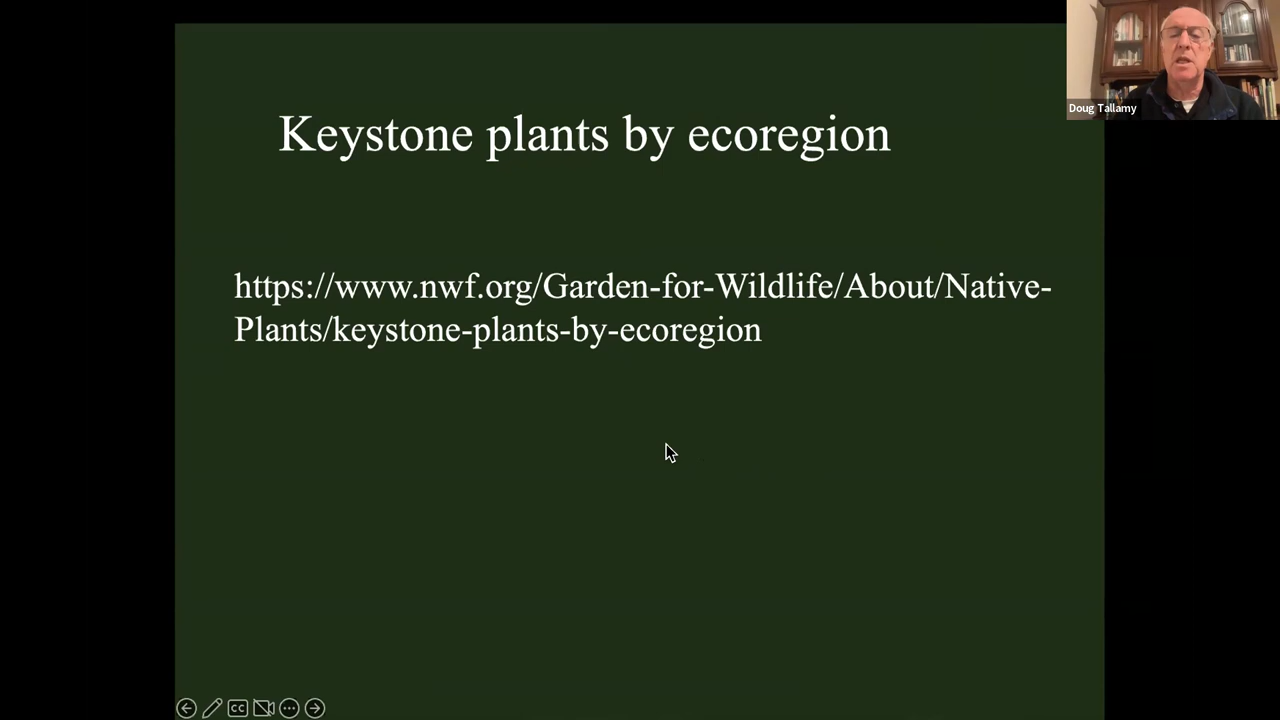 Keystone plants by ecoregion
https://www.nwf.org/Garden-for-Wildlife/About/Native-
Plants/keystone-plants-by-ecoregion
Doug Tallamy
CC